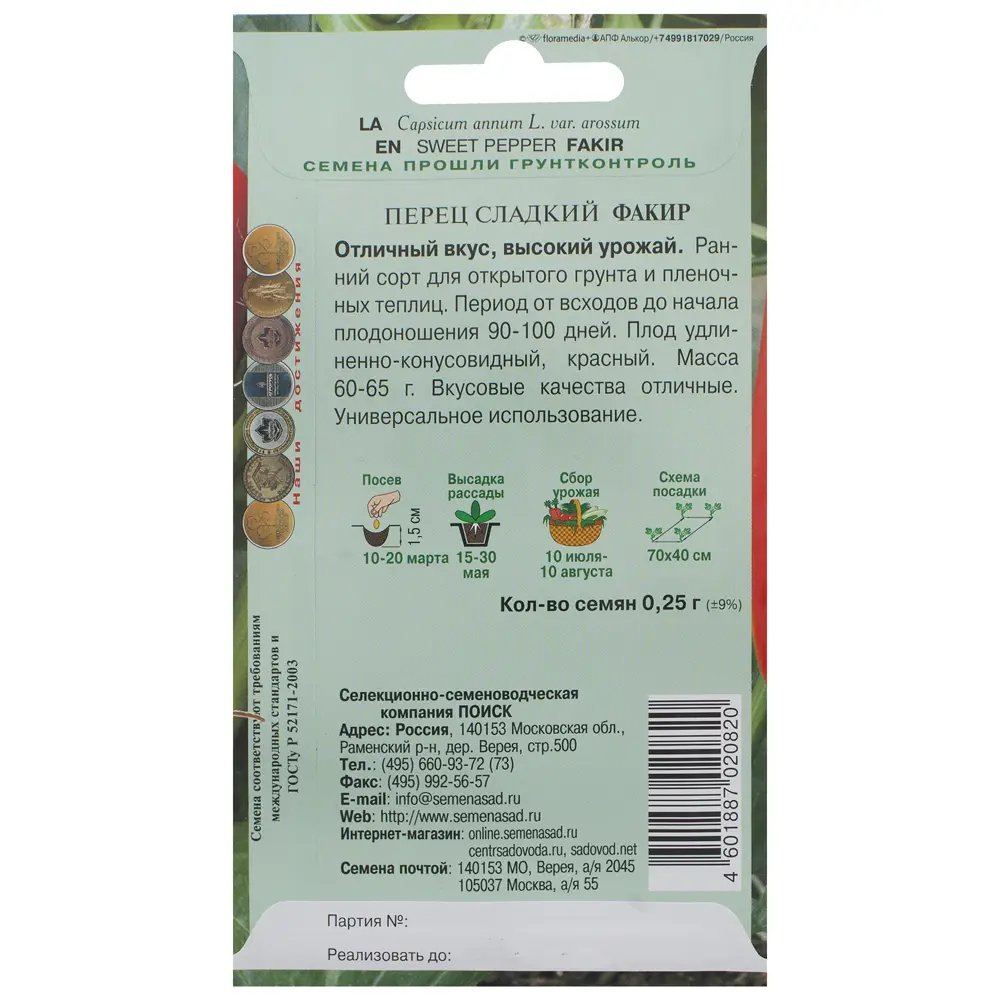 © floramedia+ АПФ Алькор/+74991817029/Россия
LA Capsicum annum L. var. arossum
EN SWEET PEPPER FAKIR
СЕМЕНА ПРОШЛИ ГРУНТКОНТРОЛЬ
ПЕРЕЦ СЛАДКИЙ ФАКИР
Отличный вкус, высокий урожай. Ран-
ний сорт для открытого грунта и пленоч-
ных теплиц. Период от всходов до начала
плодоношения 90-100 дней. Плод удли-
ненно-конусовидный, красный. Масса
60-65 г. Вкусовые качества отличные.
Универсальное использование.
наши достижения
Посев
1,5 см
10-20 марта
Высадка
рассады
15-30
мая
Сбор
урожая
10 июля-
10 августа
Схема
посадки
70х40 см
Кол-во семян 0,25 г (±9%)
Семена соответствуют требованиям
международных стандартов и
ГОСТу Р 52171-2003
Селекционно-семеноводческая
компания ПОИСК
Адрес: Россия, 140153 Московская обл.,
Раменский р-н, дер. Верея, стр.500
Тел.: (495) 660-93-72 (73)
Факс: (495) 992-56-57
E-mail: info@semenasad.ru
Web: http://www.semenasad.ru
Интернет-магазин: online.semenasad.ru
centrsadovoda.ru, sadovod.net
Семена почтой: 140153 МО, Верея, а/я 2045
105037 Москва, а/я 55
4 601887 020820
Партия №:
Реализовать до: